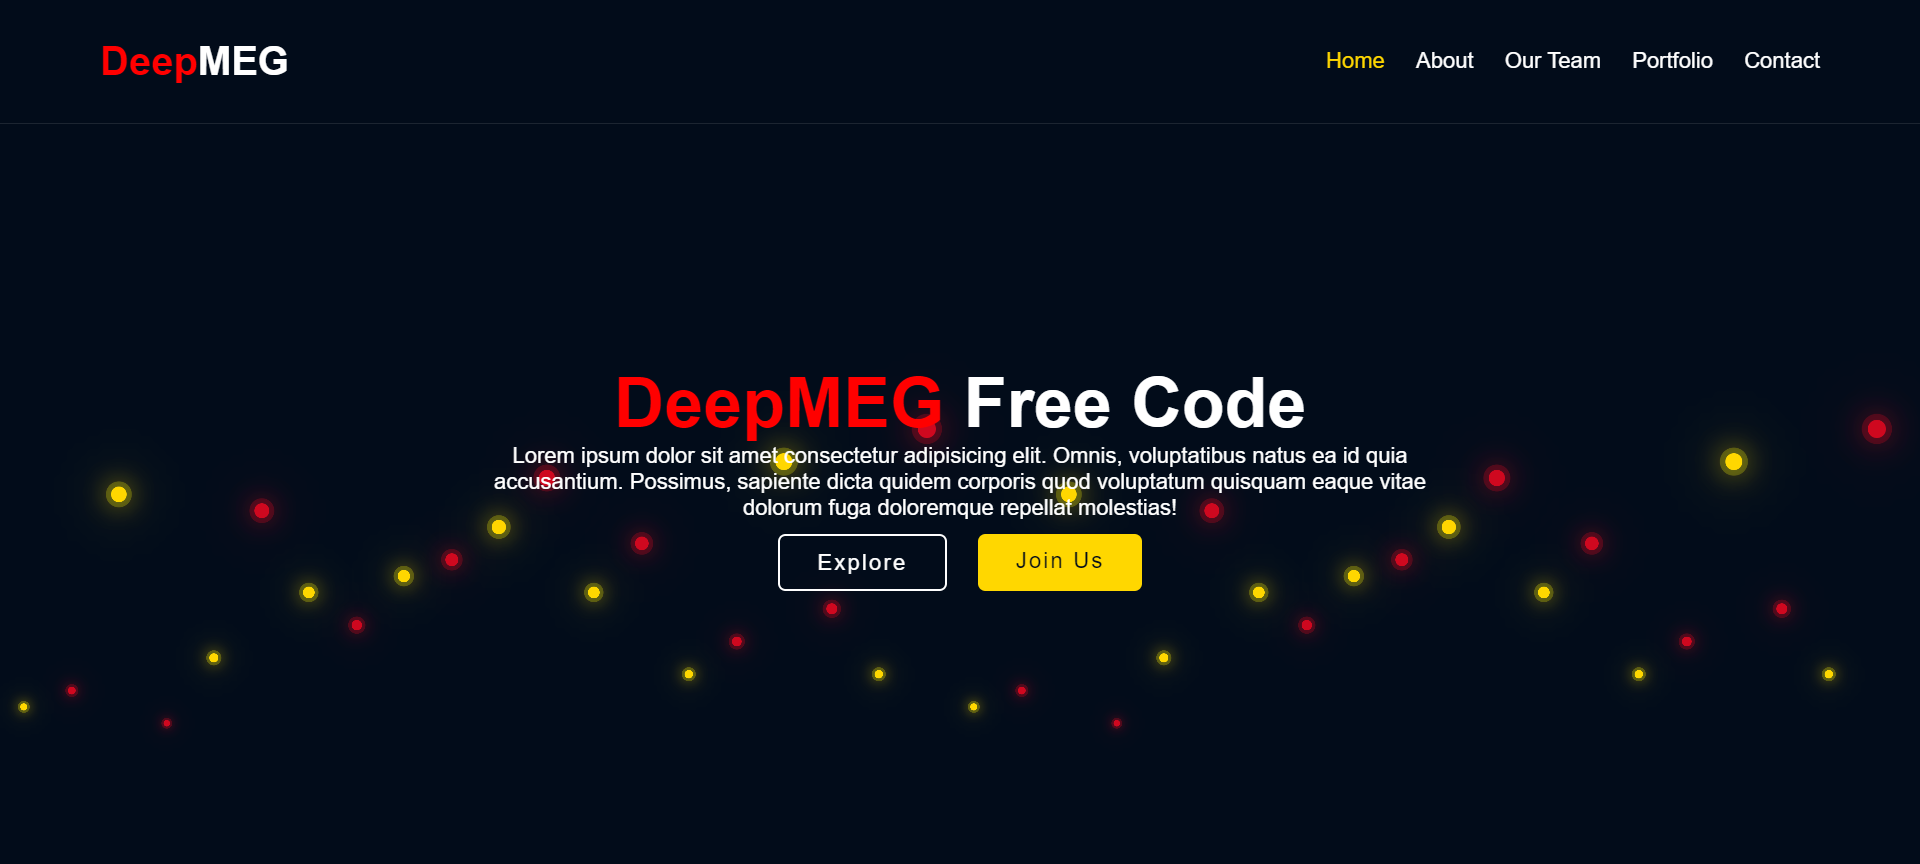 DeepMEG
Home About Our Team Portfolio Contact
DeepMEG Free Code
Lorem ipsum dolor sit amet consectetur adipisicing elit. Omnis, voluptatibus natus ea id quia
accusantium. Possimus, sapiente dicta quidem corporis quod voluptatum quisquam eaque vitae
dolorum fuga doloremque repellat molestias!
Explore Join Us